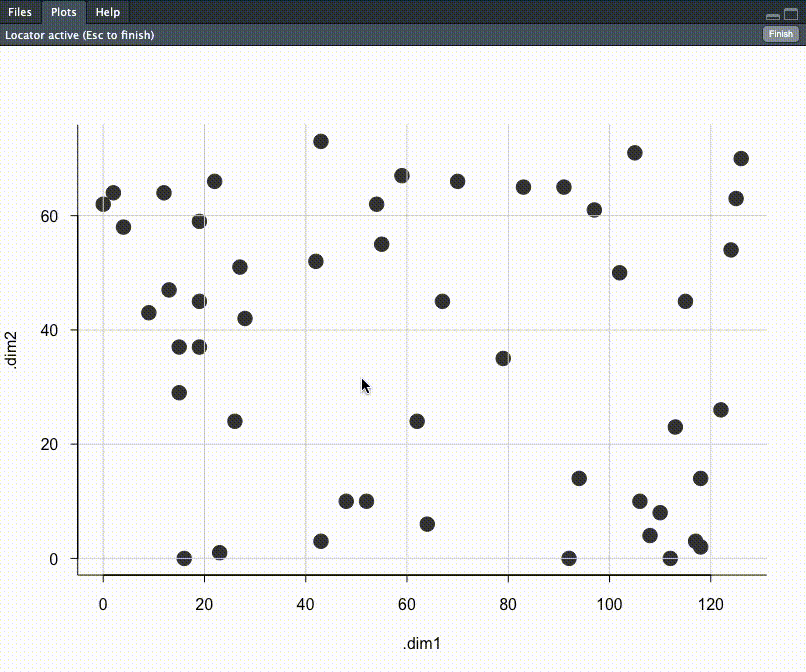 Files Plots Help
Locator active (Esc to finish) Finish
60
40
20
0
.dim2
0 20 40 60 80 100 120
.dim1